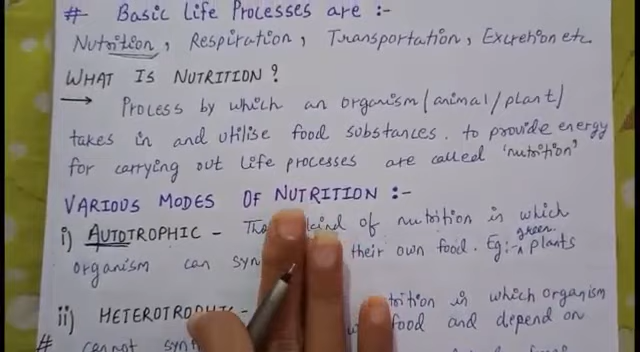 # Basic Life Processes are :-
Nutrition, Respiration, Transportation, Excretion etc.
WHAT IS NUTRITION?
→ Process by which an organism/animal/plant/
takes in and utilise food substances. to provide energy
for carrying out life processes are called 'nutrition'
VARIOUS MODES OF NUTRITION :-
i) AUTOTROPHIC - kind of nutrition in which
organism can their own food. Eg:- green plants
ii) HETEROTROPHIC - in which organism
cannot food and depend on
#